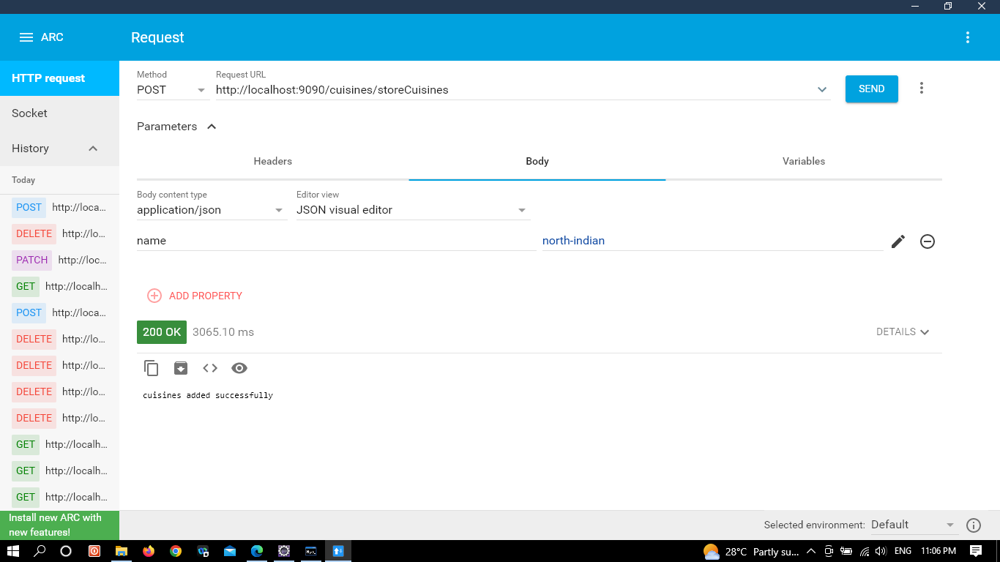 ARC
Request
HTTP request
Socket
History
Today
POST http://loca...
DELETE http://lo...
PATCH http://loc...
GET http://localh...
POST http://loca...
DELETE http://lo...
DELETE http://lo...
DELETE http://lo...
DELETE http://lo...
GET http://localh...
GET http://localh...
GET http://localh...
Install new ARC with
new features!
Method
POST
Request URL
http://localhost:9090/cuisines/storeCuisines
SEND
Parameters
Headers Body Variables
Body content type
application/json
Editor view
JSON visual editor
name north-indian
ADD PROPERTY
200 OK 3065.10 ms DETAILS
cuisines added successfully
Selected environment: Default
28°C Partly su... ENG 11:06 PM